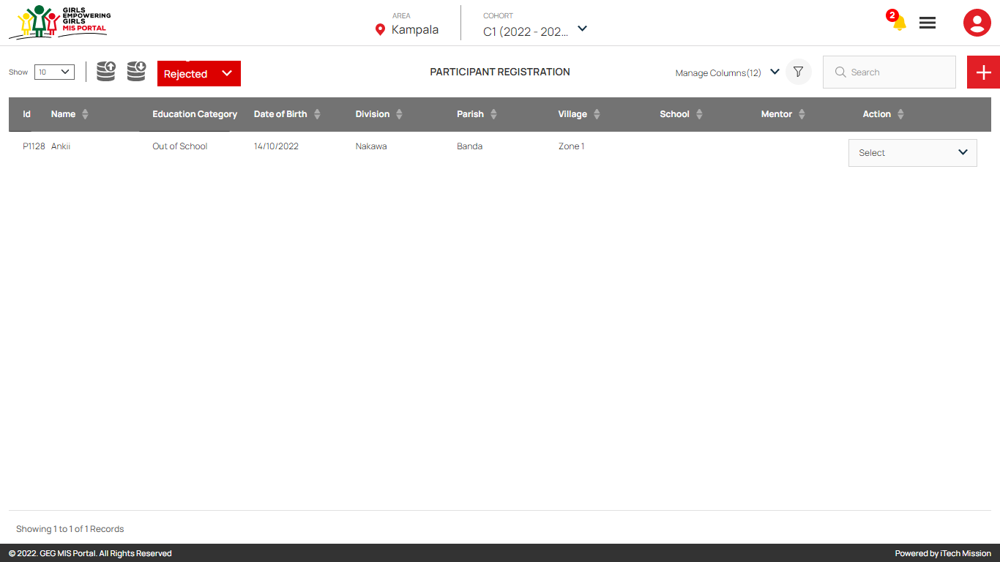 GIRLS
EMPOWERING
GIRLS
MIS PORTAL
AREA
Kampala
COHORT
C1 (2022 - 202...
2
Show 10
Rejected
PARTICIPANT REGISTRATION
Manage Columns(12)
Search
Id Name Education Category Date of Birth Division Parish Village School Mentor Action
P1128 Ankii Out of School 14/10/2022 Nakawa Banda Zone 1 Select
Showing 1 to 1 of 1 Records
© 2022. GEG MIS Portal. All Rights Reserved Powered by iTech Mission